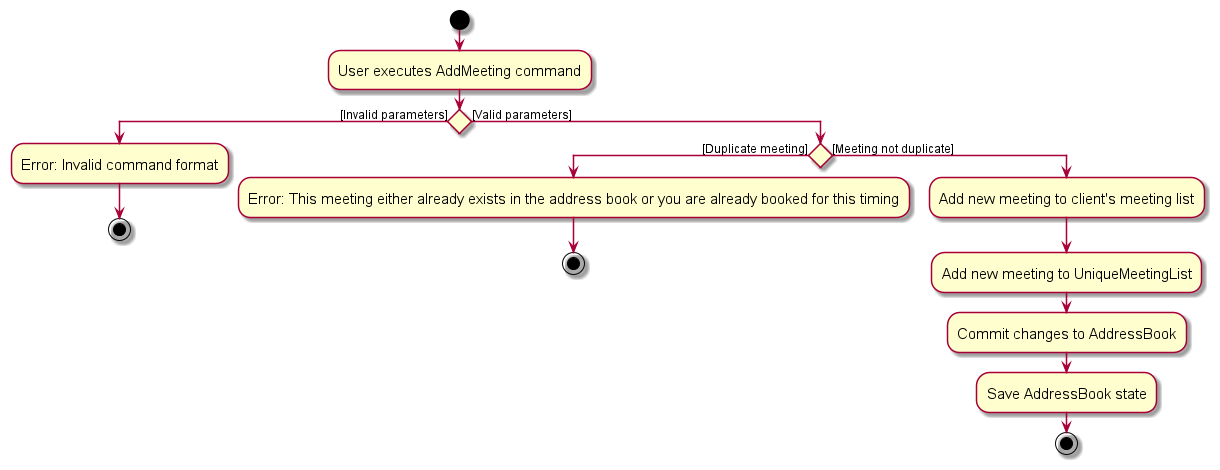 User executes AddMeeting command
[Invalid parameters]
[Valid parameters]
Error: Invalid command format
[Duplicate meeting]
[Meeting not duplicate]
Error: This meeting either already exists in the address book or you are already booked for this timing
Add new meeting to client's meeting list
Add new meeting to UniqueMeetingList
Commit changes to AddressBook
Save AddressBook state